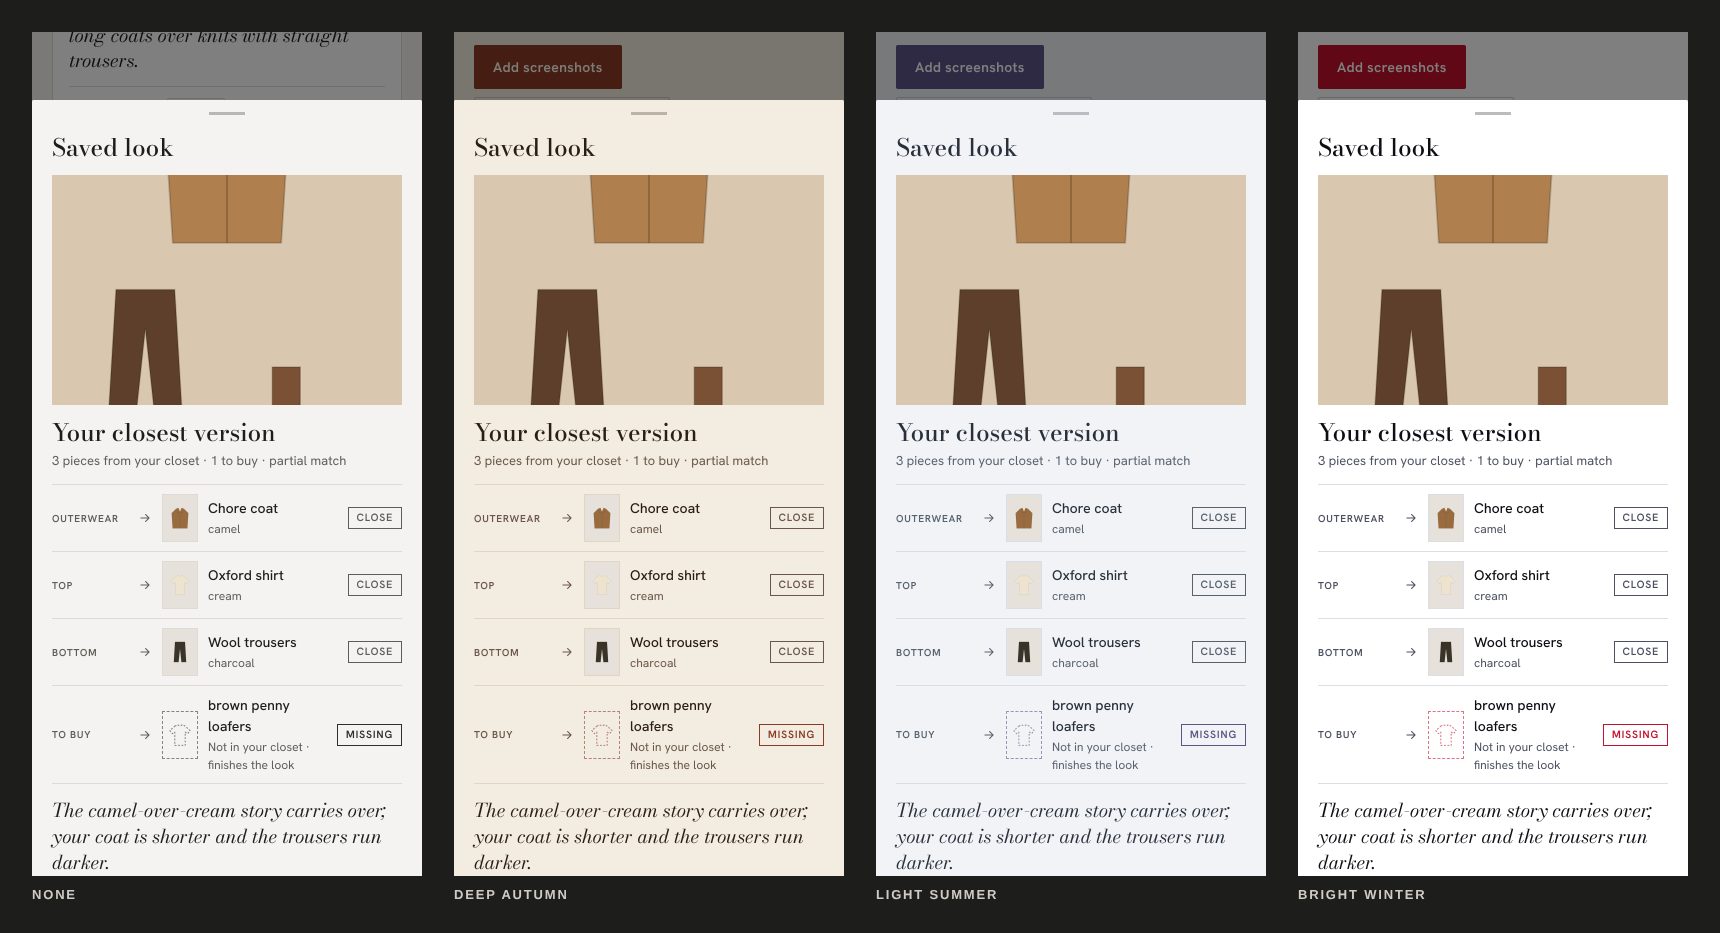 long coats over knits with straight
trousers.
Saved look
Your closest version
3 pieces from your closet · 1 to buy · partial match
OUTERWEAR → Chore coat CLOSE
camel
TOP → Oxford shirt CLOSE
cream
BOTTOM → Wool trousers CLOSE
charcoal
TO BUY → brown penny
loafers MISSING
Not in your closet ·
finishes the look
The camel-over-cream story carries over;
your coat is shorter and the trousers run
darker.
NONE
Add screenshots
Saved look
Your closest version
3 pieces from your closet · 1 to buy · partial match
OUTERWEAR → Chore coat CLOSE
camel
TOP → Oxford shirt CLOSE
cream
BOTTOM → Wool trousers CLOSE
charcoal
TO BUY → brown penny
loafers MISSING
Not in your closet ·
finishes the look
The camel-over-cream story carries over;
your coat is shorter and the trousers run
darker.
DEEP AUTUMN
Add screenshots
Saved look
Your closest version
3 pieces from your closet · 1 to buy · partial match
OUTERWEAR → Chore coat CLOSE
camel
TOP → Oxford shirt CLOSE
cream
BOTTOM → Wool trousers CLOSE
charcoal
TO BUY → brown penny
loafers MISSING
Not in your closet ·
finishes the look
The camel-over-cream story carries over;
your coat is shorter and the trousers run
darker.
LIGHT SUMMER
Add screenshots
Saved look
Your closest version
3 pieces from your closet · 1 to buy · partial match
OUTERWEAR → Chore coat CLOSE
camel
TOP → Oxford shirt CLOSE
cream
BOTTOM → Wool trousers CLOSE
charcoal
TO BUY → brown penny
loafers MISSING
Not in your closet ·
finishes the look
The camel-over-cream story carries over;
your coat is shorter and the trousers run
darker.
BRIGHT WINTER